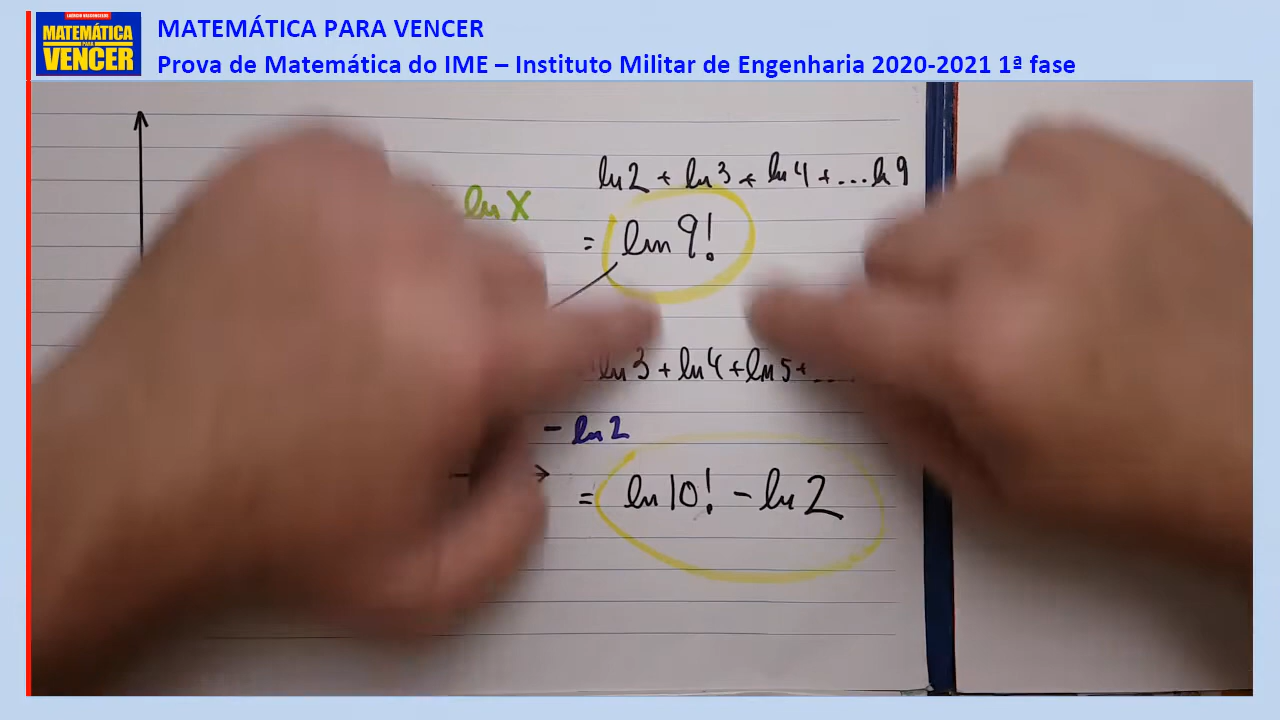 LAÉRCIO VASCONCELOS
MATEMÁTICA
PARA
VENCER
MATEMÁTICA PARA VENCER
Prova de Matemática do IME – Instituto Militar de Engenharia 2020-2021 1ª fase
ln 2 + ln 3 + ln 4 + ... ln 9
ln X
= ln 9!
ln 3 + ln 4 + ln 5 + ...
- ln 2
= ln 10! - ln 2